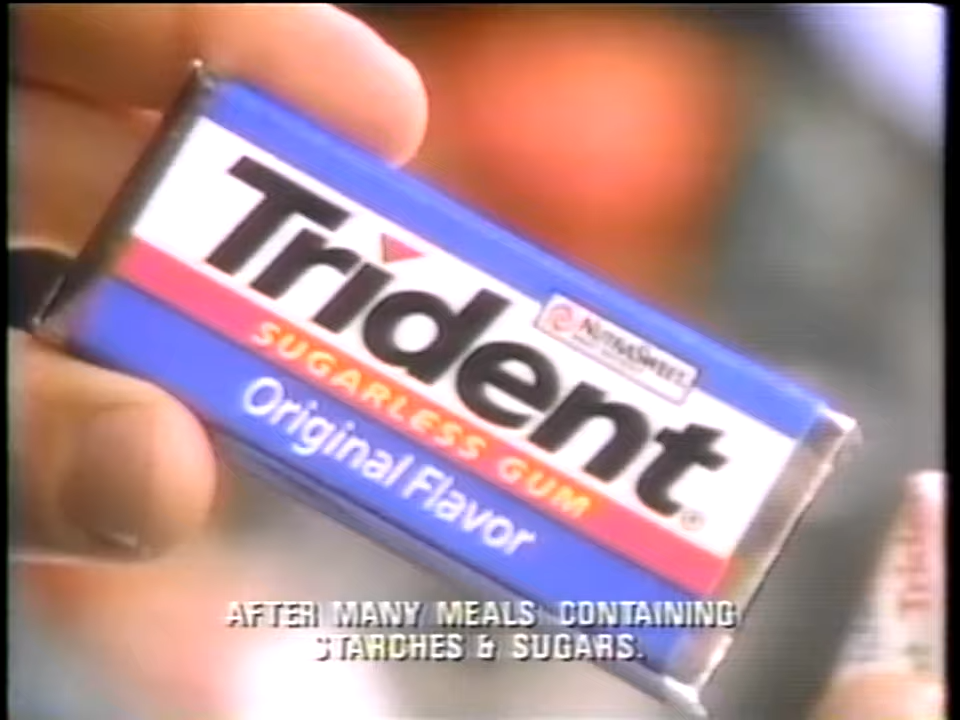 Trident®
NUTRASWEET
SUGARLESS GUM
Original Flavor
AFTER MANY MEALS CONTAINING
STARCHES & SUGARS.